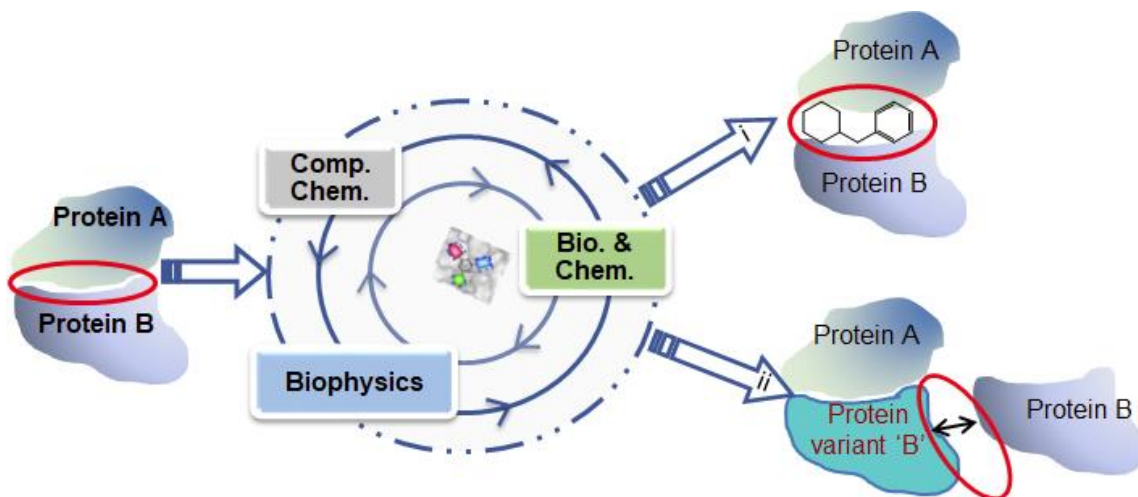 Protein A
Protein B
Comp.
Chem.
Bio. &
Chem.
Biophysics
i
Protein A
Protein B
ii
Protein A
Protein
variant ‘B’
Protein B